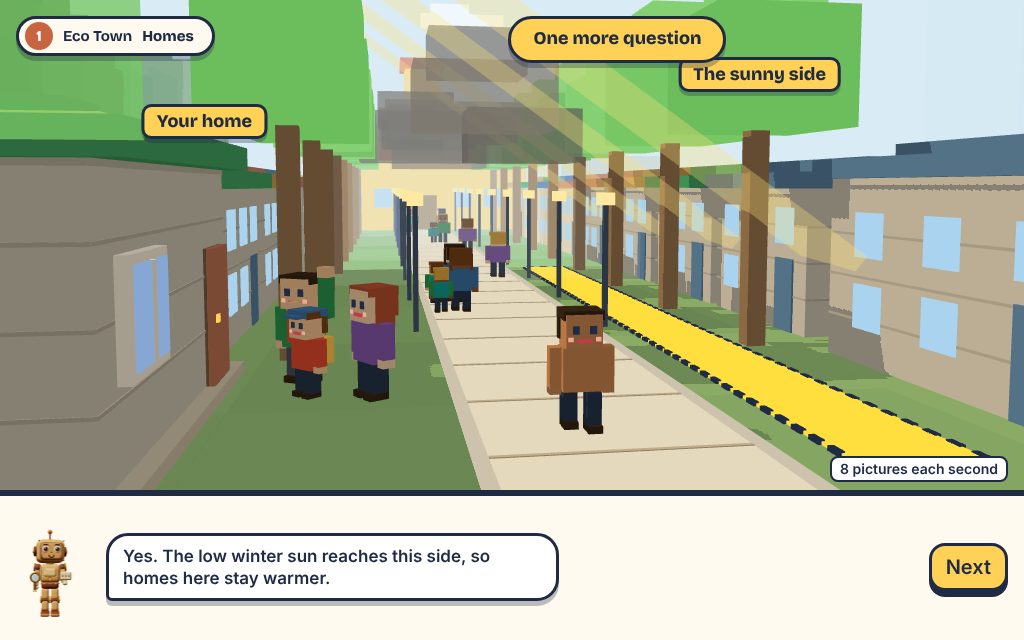 1 Eco Town Homes
One more question
The sunny side
Your home
8 pictures each second
Yes. The low winter sun reaches this side, so
homes here stay warmer.
Next